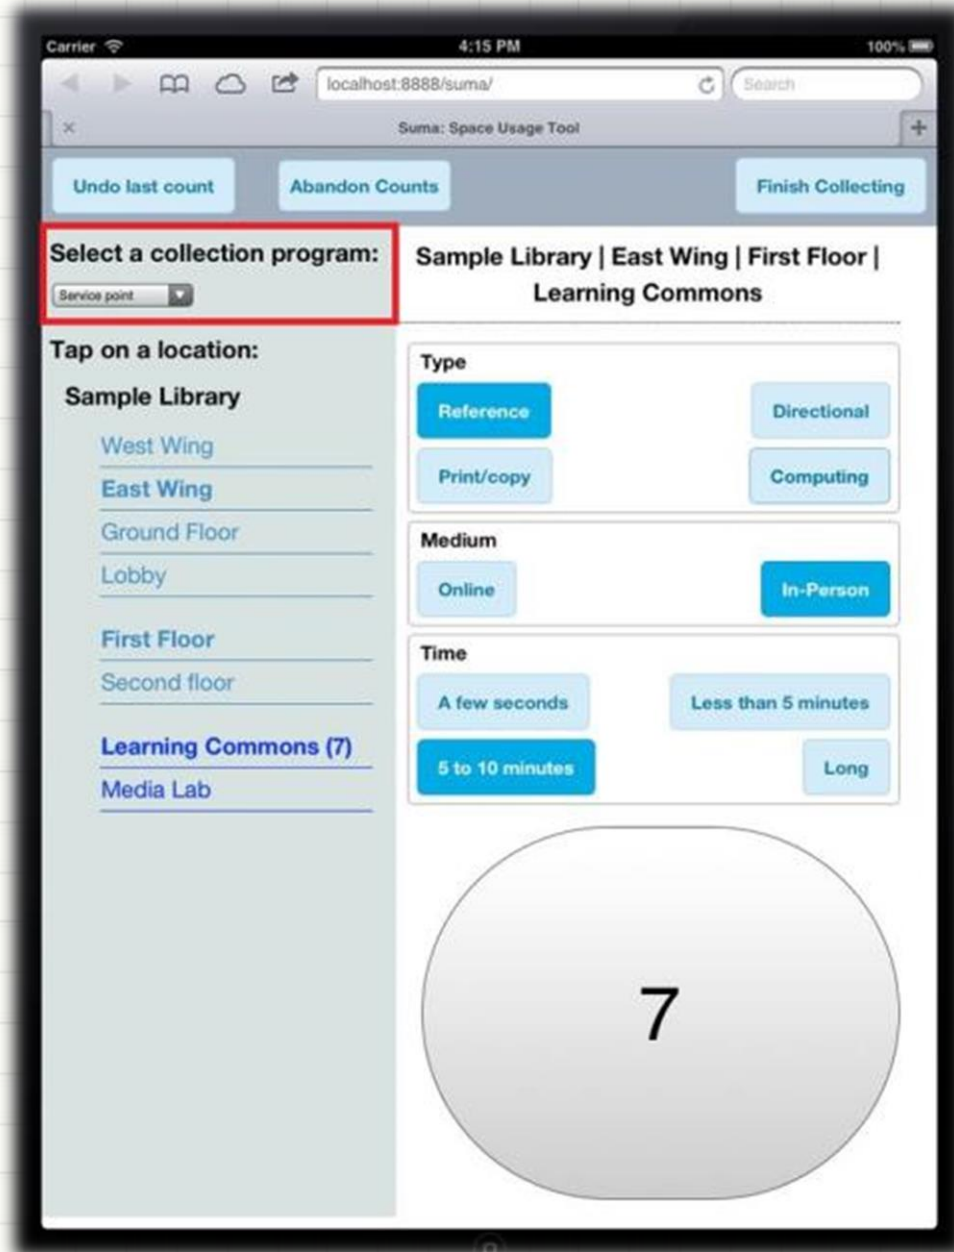 Carrier 4:15 PM 100%
localhost:8888/suma/ Search
Suma: Space Usage Tool
Undo last count Abandon Counts Finish Collecting
Select a collection program:
Service point
Tap on a location:
Sample Library
West Wing
East Wing
Ground Floor
Lobby
First Floor
Second floor
Learning Commons (7)
Media Lab
Sample Library | East Wing | First Floor |
Learning Commons
Type
Reference Directional
Print/copy Computing
Medium
Online In-Person
Time
A few seconds Less than 5 minutes
5 to 10 minutes Long
7